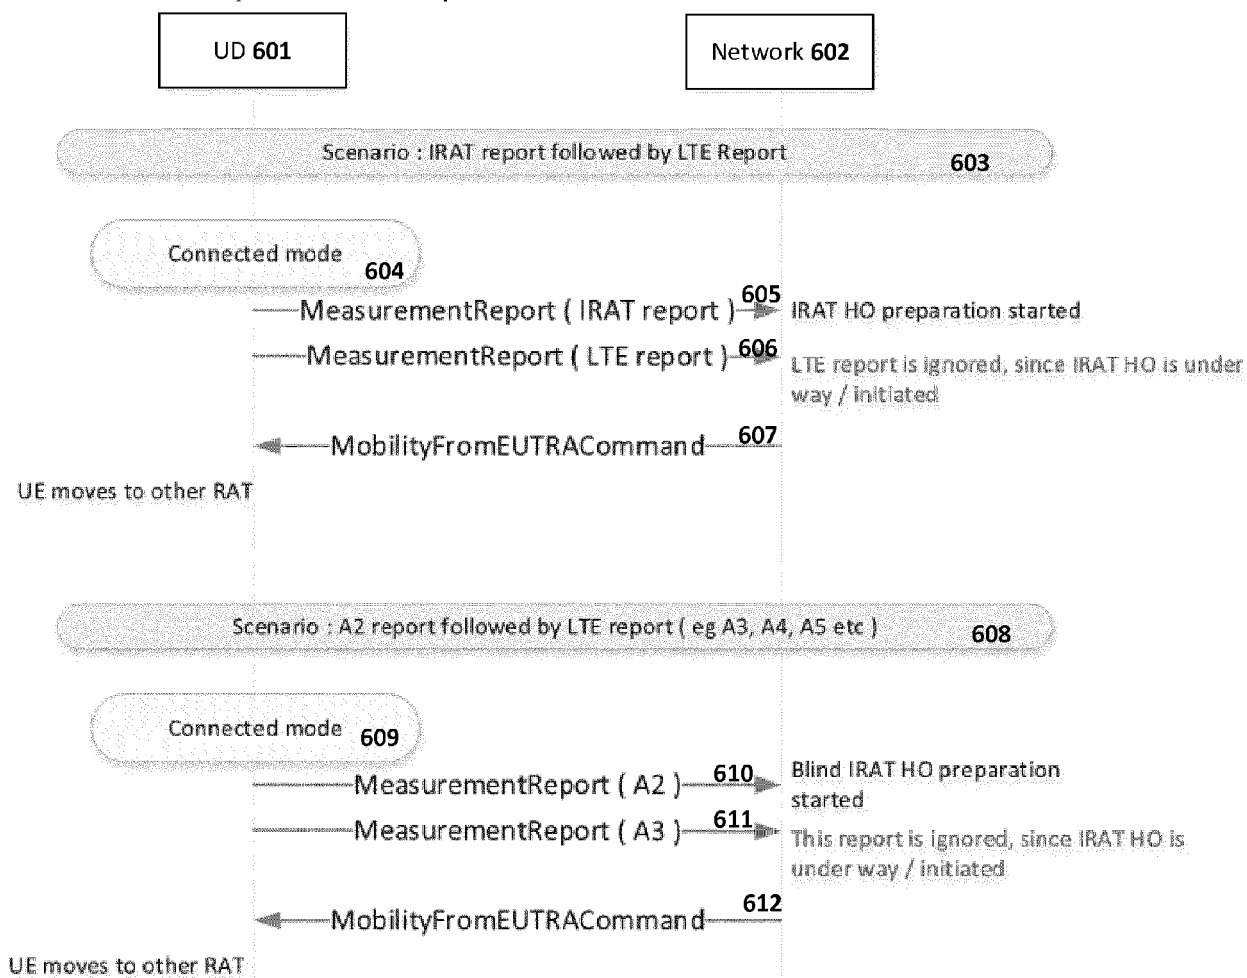 UD 601
Network 602
Scenario : IRAT report followed by LTE Report 603
Connected mode 604
MeasurementReport ( IRAT report ) 605 IRAT HO preparation started
MeasurementReport ( LTE report ) 606 LTE report is ignored, since IRAT HO is under
way / initiated
MobilityFromEUTRACommand 607
UE moves to other RAT
Scenario : A2 report followed by LTE report ( eg A3, A4, A5 etc ) 608
Connected mode 609
MeasurementReport ( A2 ) 610 Blind IRAT HO preparation
started
MeasurementReport ( A3 ) 611 This report is ignored, since IRAT HO is
under way / initiated
MobilityFromEUTRACommand 612
UE moves to other RAT